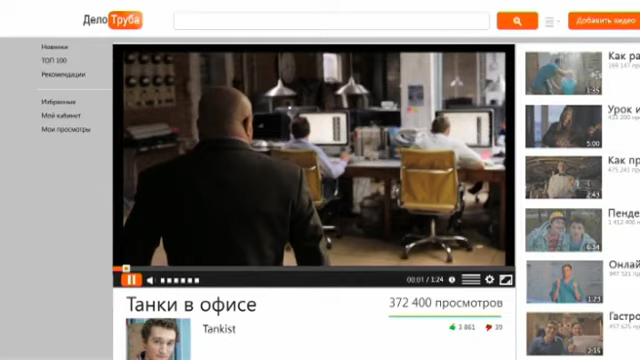 Дело Труба
Добавить видео
Новинки
ТОП 100
Рекомендации
Избранные
Мой кабинет
Мои просмотры
00:01 / 1:24
Танки в офисе
372 400 просмотров
Tankist
3 861
39
Как ра
1:35
Урок и
5:00
Как пр
2:43
Пенде
6:34
Онлай
1:23
Гастро
2:15